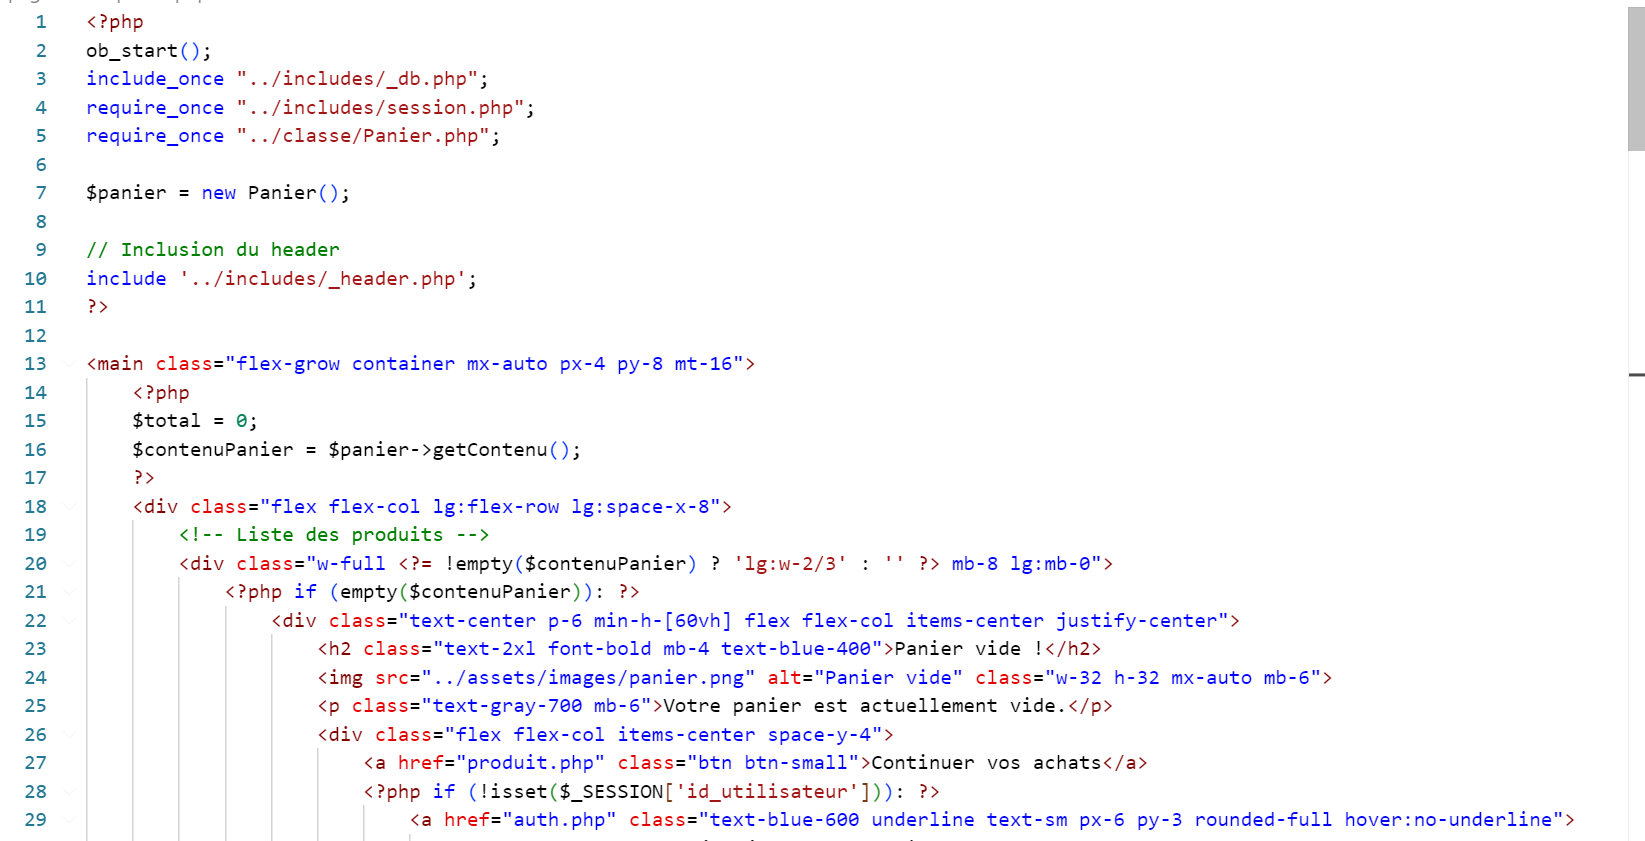 1 <?php
2 ob_start();
3 include_once "../includes/_db.php";
4 require_once "../includes/session.php";
5 require_once "../classe/Panier.php";
6
7 $panier = new Panier();
8
9 // Inclusion du header
10 include '../includes/_header.php';
11 ?>
12
13 <main class="flex-grow container mx-auto px-4 py-8 mt-16">
14 <?php
15 $total = 0;
16 $contenuPanier = $panier->getContenu();
17 ?>
18 <div class="flex flex-col lg:flex-row lg:space-x-8">
19 <!-- Liste des produits -->
20 <div class="w-full <?= !empty($contenuPanier) ? 'lg:w-2/3' : '' ?> mb-8 lg:mb-0">
21 <?php if (empty($contenuPanier)): ?>
22 <div class="text-center p-6 min-h-[60vh] flex flex-col items-center justify-center">
23 <h2 class="text-2xl font-bold mb-4 text-blue-400">Panier vide !</h2>
24 <img src="../assets/images/panier.png" alt="Panier vide" class="w-32 h-32 mx-auto mb-6">
25 <p class="text-gray-700 mb-6">Votre panier est actuellement vide.</p>
26 <div class="flex flex-col items-center space-y-4">
27 <a href="produit.php" class="btn btn-small">Continuer vos achats</a>
28 <?php if (!isset($_SESSION['id_utilisateur'])): ?>
29 <a href="auth.php" class="text-blue-600 underline text-sm px-6 py-3 rounded-full hover:no-underline">